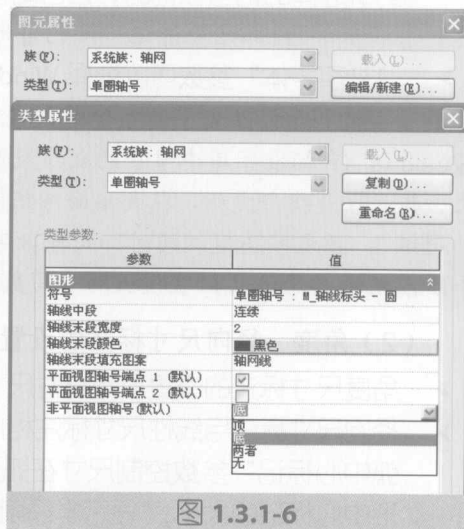 图元属性
族(F): 系统族: 轴网 载入(L)...
类型(T): 单圈轴号 编辑/新建(E)...
类型属性
族(F): 系统族: 轴网 载入(L)...
类型(T): 单圈轴号 复制(D)...
重命名(R)...
类型参数:
参数 值
图形
符号 单圈轴号 : M_轴线标头 - 圆
轴线中段 连续
轴线末段宽度 2
轴线末段颜色 黑色
轴线末段填充图案 轴网线
平面视图轴号端点 1 (默认)
平面视图轴号端点 2 (默认)
非平面视图轴号(默认) 底
顶
底
两者
无
图 1.3.1-6